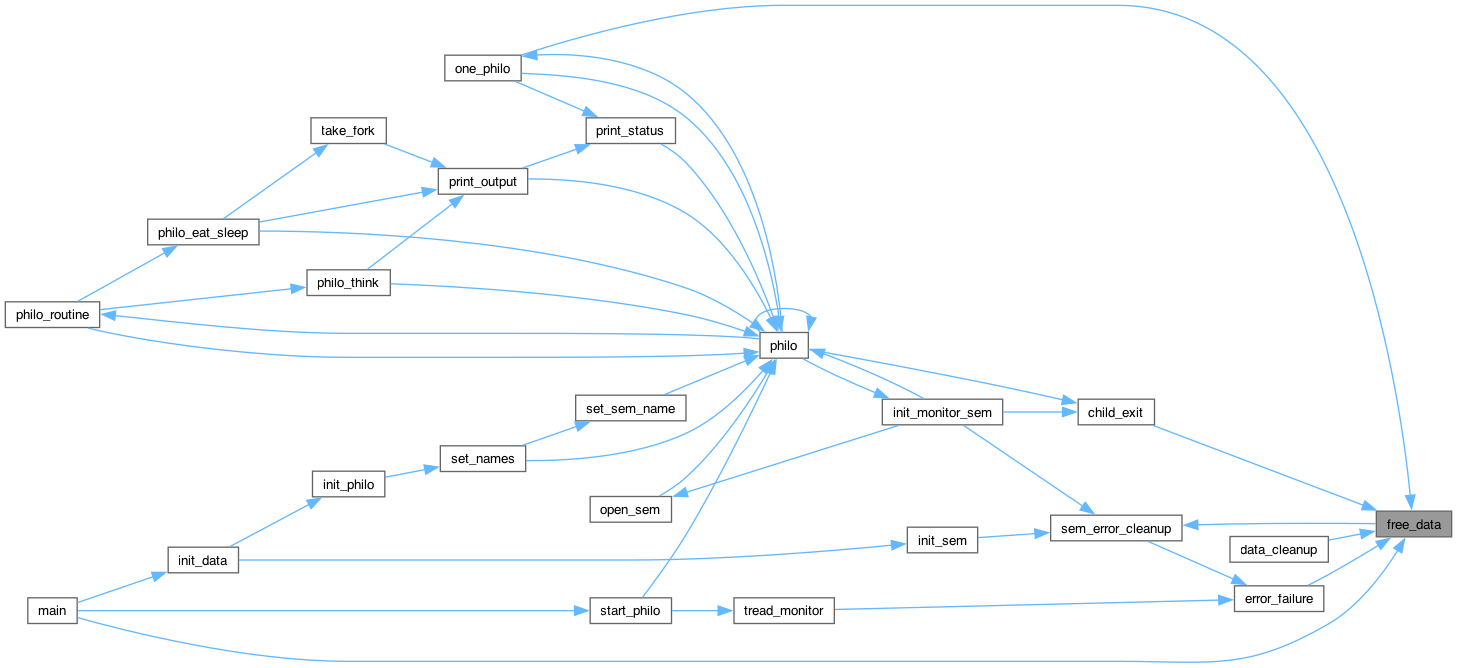 one_philo
take_fork
print_status
print_output
philo_eat_sleep
philo_think
philo_routine
philo
set_sem_name
init_monitor_sem
child_exit
set_names
init_philo
open_sem
free_data
sem_error_cleanup
init_sem
data_cleanup
init_data
error_failure
main
start_philo
tread_monitor